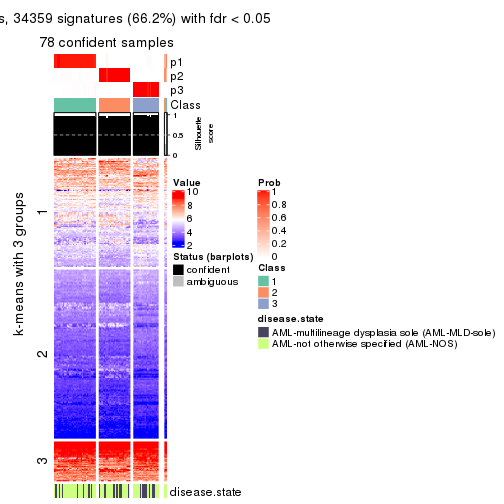 s, 34359 signatures (66.2%) with fdr < 0.05
78 confident samples
p1
p2
p3
Class
1
0.5
0
Silhouette
score
k-means with 3 groups
1
2
3
disease.state
Value
10
8
6
4
2
Status (barplots)
confident
ambiguous
Prob
1
0.8
0.6
0.4
0.2
0
Class
1
2
3
disease.state
AML-multilineage dysplasia sole (AML-MLD-sole)
AML-not otherwise specified (AML-NOS)